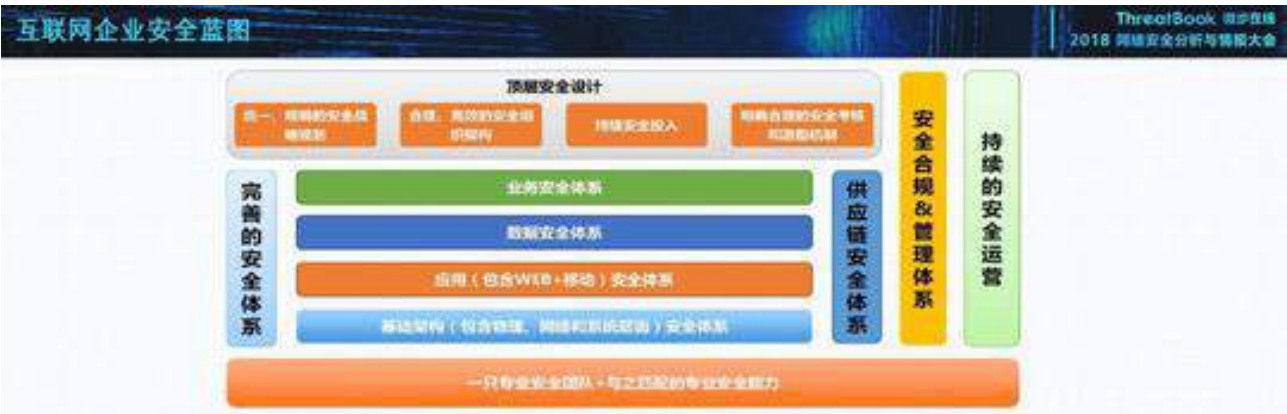 互联网企业安全蓝图
ThreatBook 微步在线
2018 网络安全分析与情报大会
顶层安全设计
统一、明确的安全战
略规划
合理、高效的安全组
织架构
持续安全投入
明确合理的安全考核
和激励机制
完善的安全体系
业务安全体系
数据安全体系
应用（包含WEB+移动）安全体系
基础架构（包含物理、网络和系统层面）安全体系
供应链安全体系
安全合规&管理体系
持续的安全运营
一只专业安全团队+与之匹配的专业安全能力